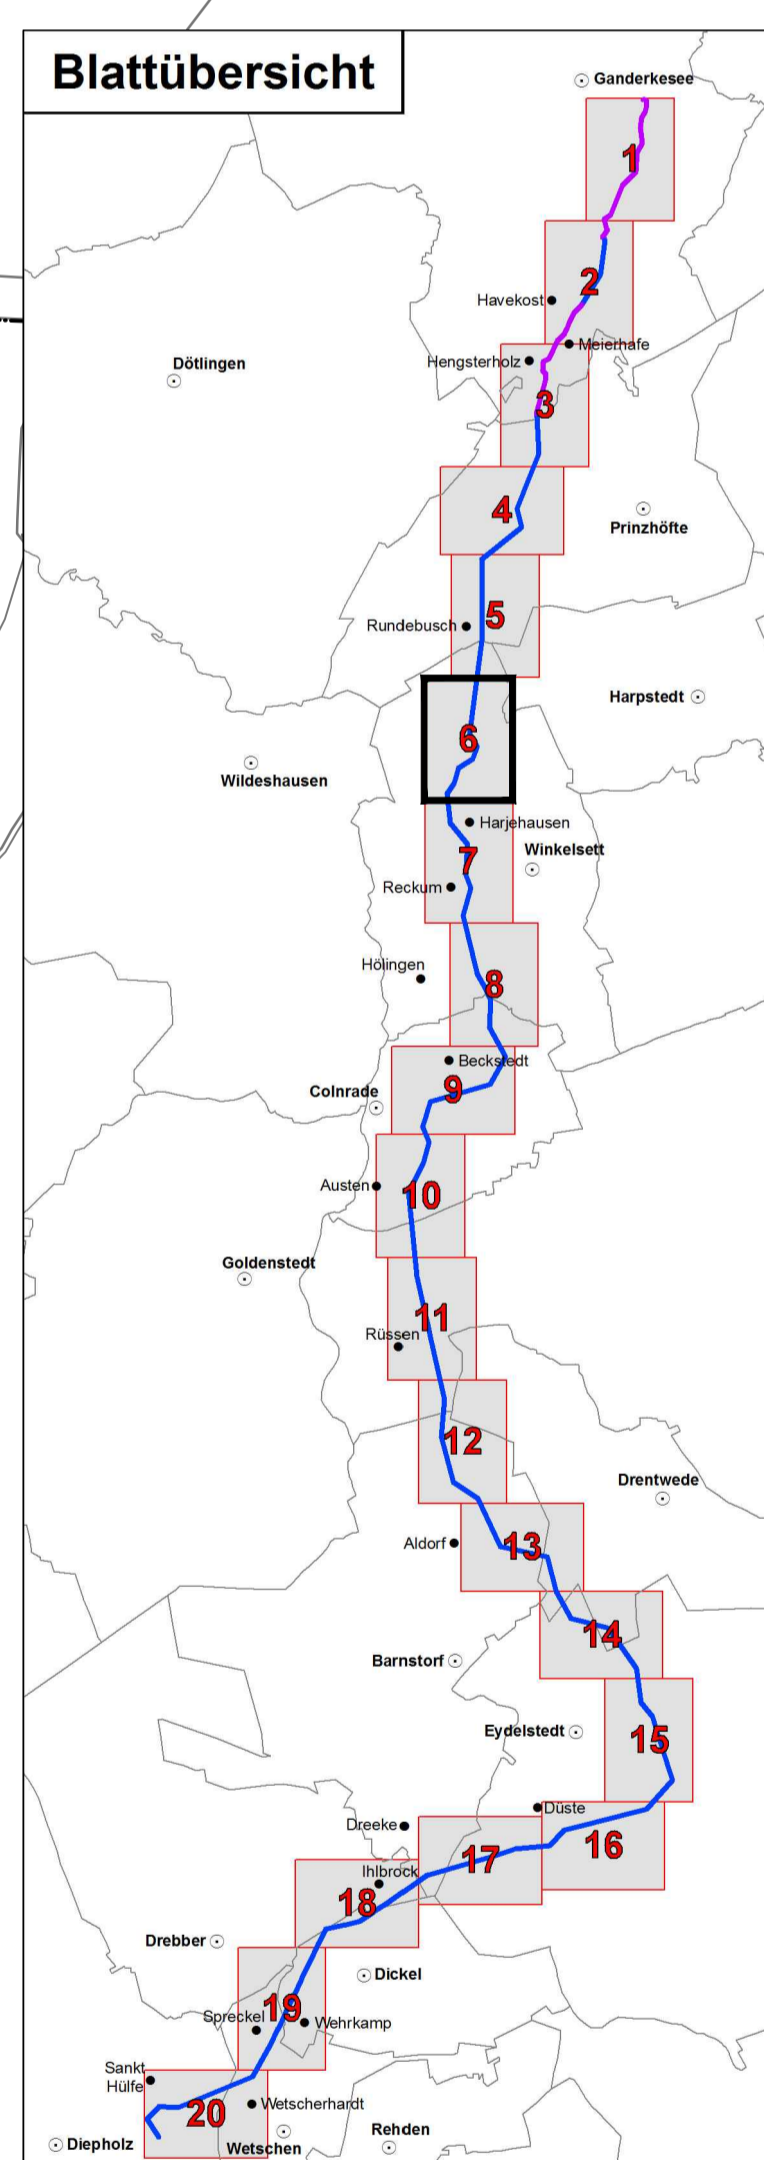 Blattübersicht
Ganderkesee
1
2
Havekost
Meierhafe
Hengsterholz
Dötlingen
3
4
Prinzhöfte
5
Rundebusch
Harpstedt
6
Wildeshausen
Harjehausen
Winkelsett
7
Reckum
Hölingen
8
Beckstedt
9
Colnrade
Austen
10
Goldenstedt
11
Rüssen
12
Drentwede
Aldorf
13
14
Barnstorf
Eydelstedt
15
Düste
Dreeke
16
17
Ihlbrock
18
Drebber
Dickel
19
Spreckel
Wehrkamp
Sankt
Hülfe
Wetscherhardt
20
Rehden
Diepholz
Wetschen